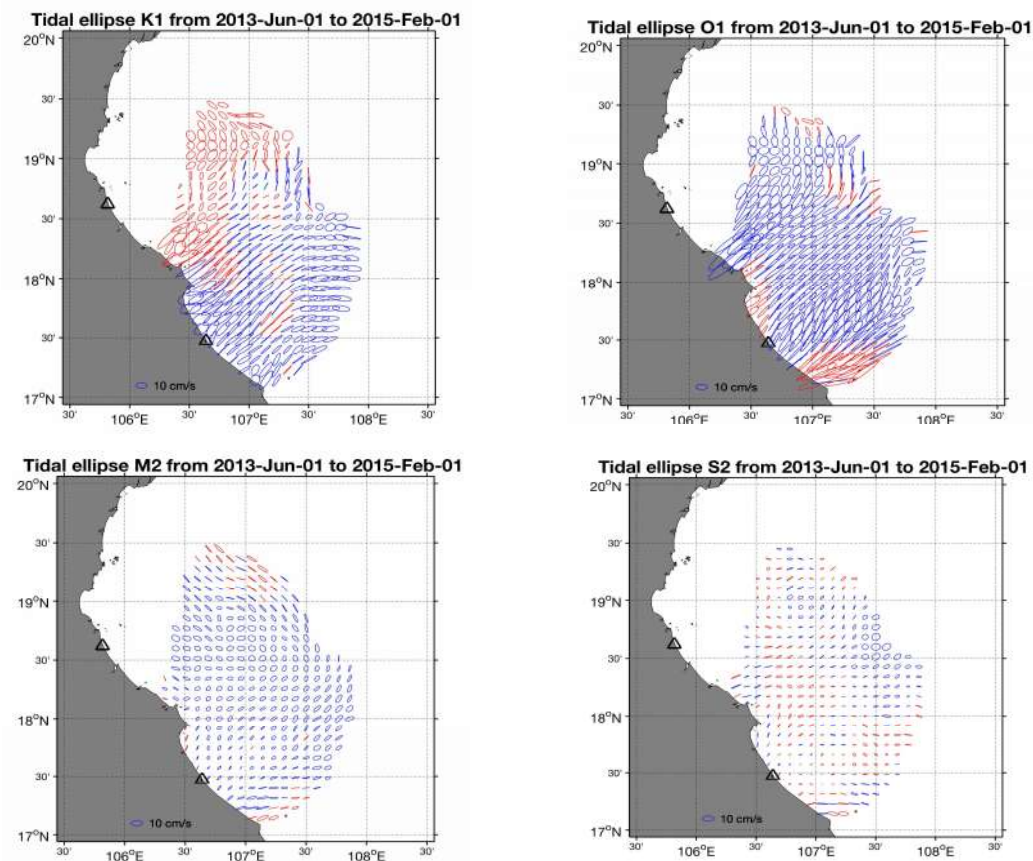 Tidal ellipse K1 from 2013-Jun-01 to 2015-Feb-01
20°N
30'
19°N
30'
18°N
30'
17°N
10 cm/s
30' 106°E 30' 107°E 30' 108°E 30'
Tidal ellipse O1 from 2013-Jun-01 to 2015-Feb-01
20°N
30'
19°N
30'
18°N
30'
17°N
10 cm/s
30' 106°E 30' 107°E 30' 108°E 30'
Tidal ellipse M2 from 2013-Jun-01 to 2015-Feb-01
20°N
30'
19°N
30'
18°N
30'
17°N
10 cm/s
30' 106°E 30' 107°E 30' 108°E 30'
Tidal ellipse S2 from 2013-Jun-01 to 2015-Feb-01
20°N
30'
19°N
30'
18°N
30'
17°N
10 cm/s
30' 106°E 30' 107°E 30' 108°E 30'